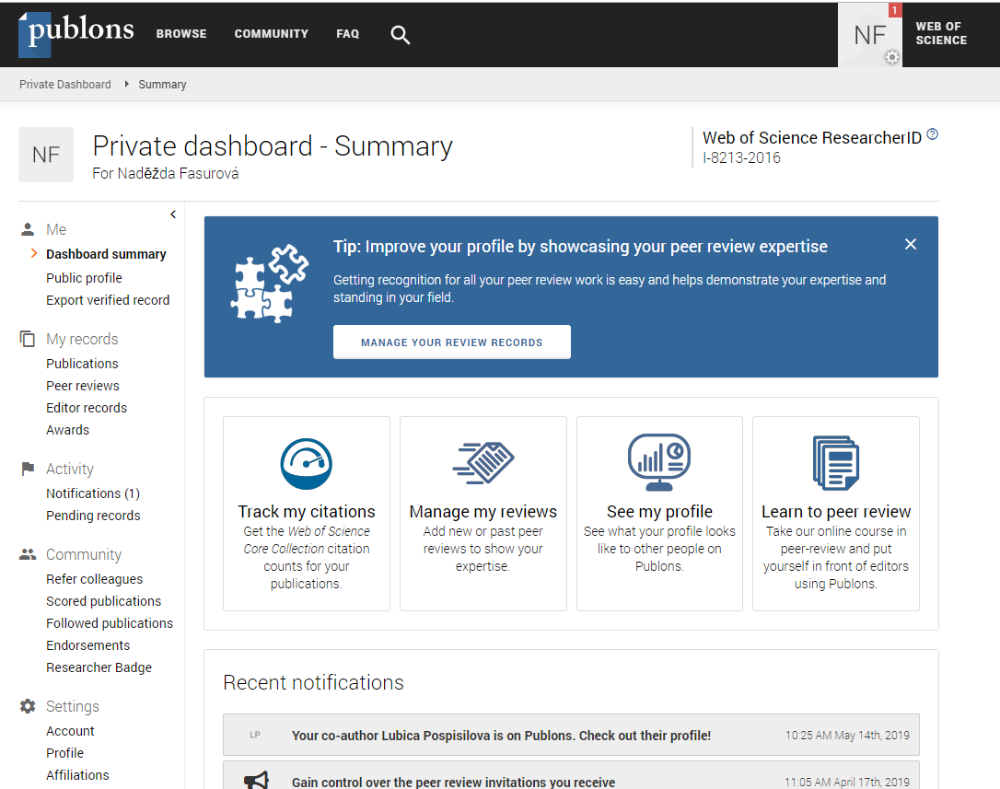 publons BROWSE COMMUNITY FAQ NF 1 WEB OF SCIENCE
Private Dashboard Summary
NF
Private dashboard - Summary
For Naděžda Fasurová
Web of Science ResearcherID ?
I-8213-2016
Me
Dashboard summary
Public profile
Export verified record
My records
Publications
Peer reviews
Editor records
Awards
Activity
Notifications (1)
Pending records
Community
Refer colleagues
Scored publications
Followed publications
Endorsements
Researcher Badge
Settings
Account
Profile
Affiliations
Tip: Improve your profile by showcasing your peer review expertise
Getting recognition for all your peer review work is easy and helps demonstrate your expertise and
standing in your field.
MANAGE YOUR REVIEW RECORDS
Track my citations
Get the Web of Science
Core Collection citation
counts for your
publications.
Manage my reviews
Add new or past peer
reviews to show your
expertise.
See my profile
See what your profile looks
like to other people on
Publons.
Learn to peer review
Take our online course in
peer-review and put
yourself in front of editors
using Publons.
Recent notifications
LP Your co-author Lubica Pospisilova is on Publons. Check out their profile! 10:25 AM May 14th, 2019
Gain control over the peer review invitations you receive 11:05 AM April 17th, 2019